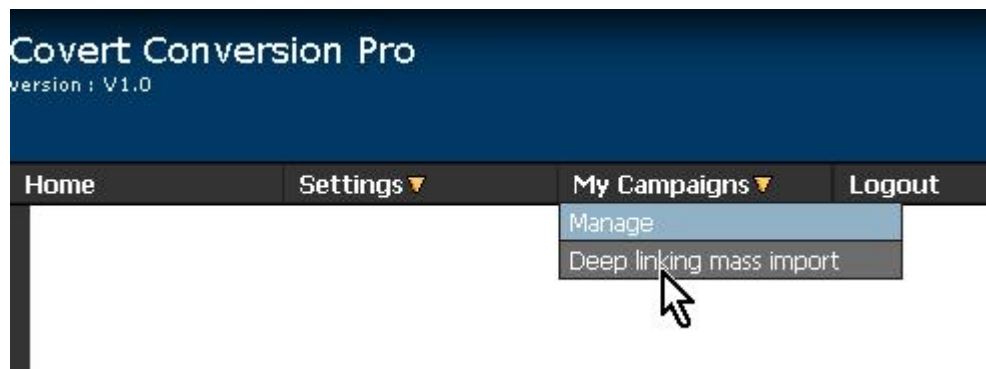 Covert Conversion Pro
version : V1.0
Home Settings My Campaigns Logout
Manage
Deep linking mass import